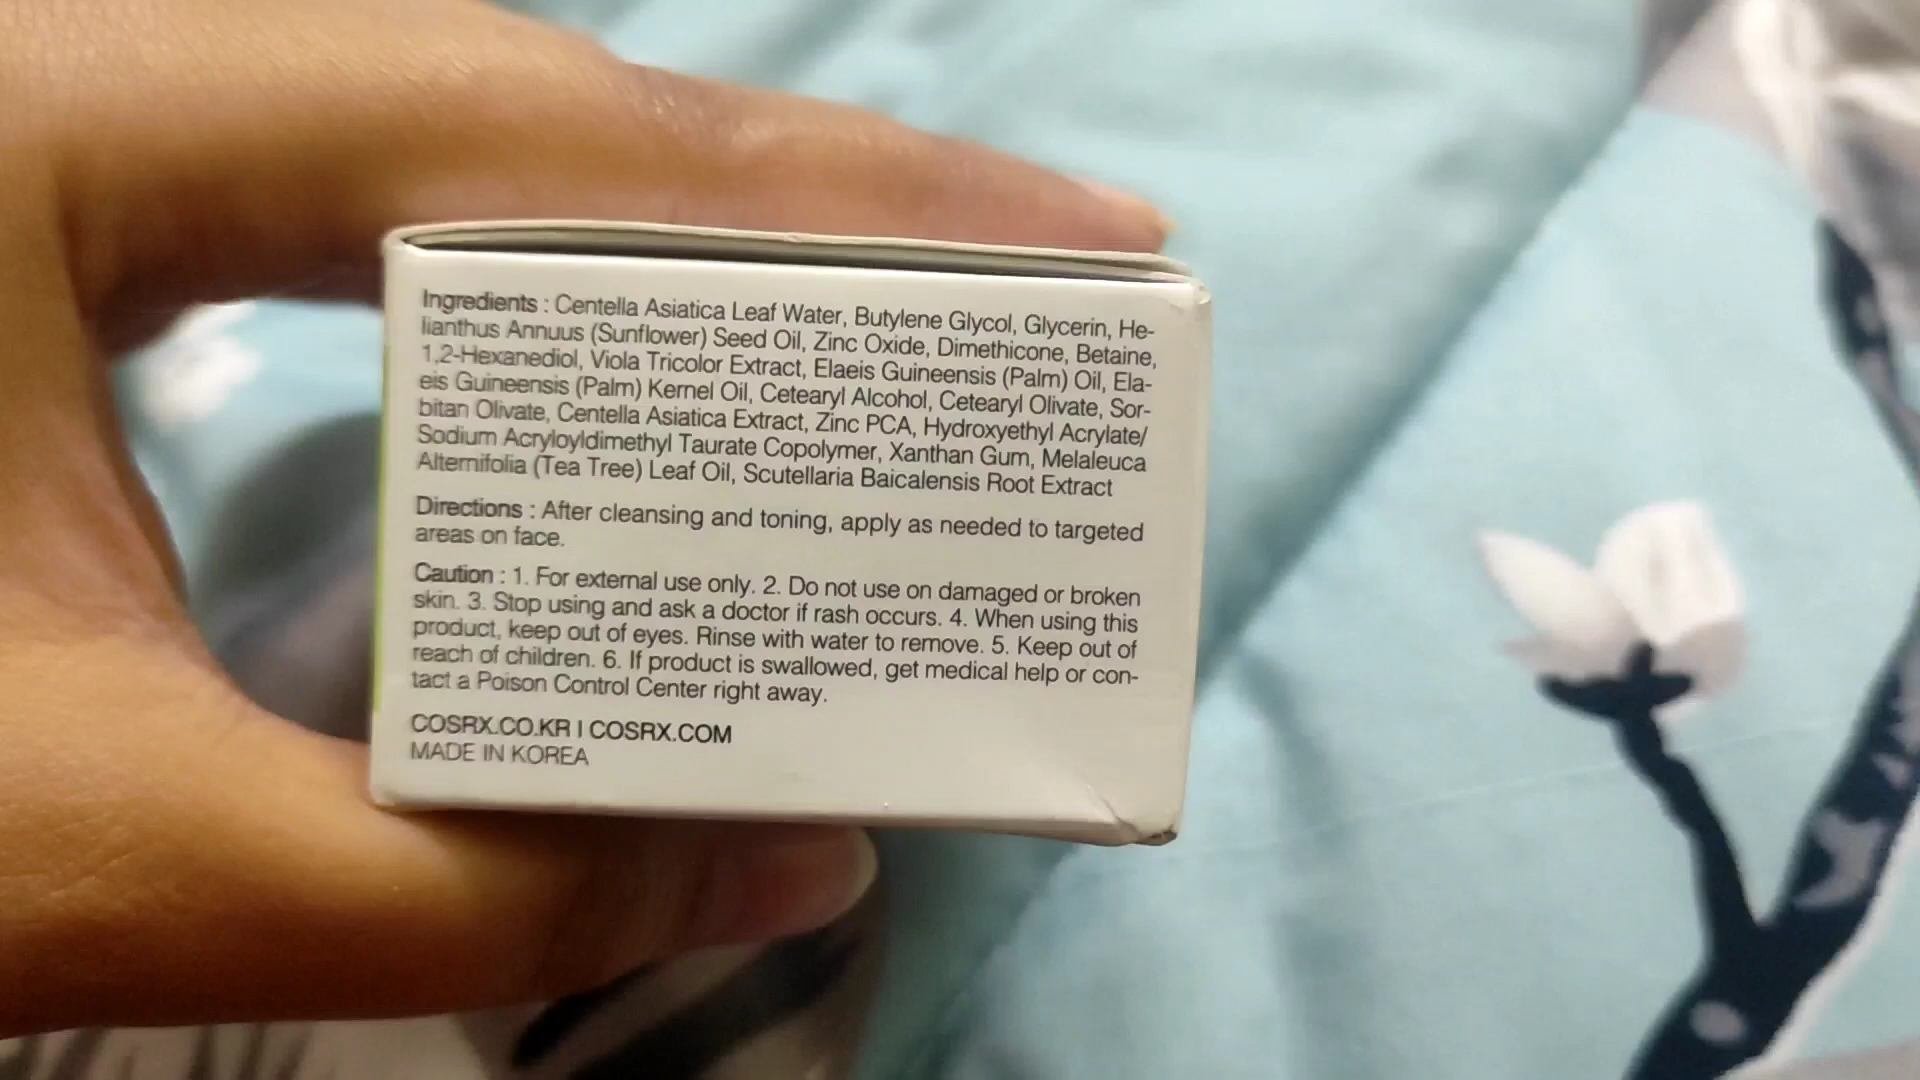 Ingredients : Centella Asiatica Leaf Water, Butylene Glycol, Glycerin, He-
lianthus Annuus (Sunflower) Seed Oil, Zinc Oxide, Dimethicone, Betaine,
1,2-Hexanediol, Viola Tricolor Extract, Elaeis Guineensis (Palm) Oil, Ela-
eis Guineensis (Palm) Kernel Oil, Cetearyl Alcohol, Cetearyl Olivate, Sor-
bitan Olivate, Centella Asiatica Extract, Zinc PCA, Hydroxyethyl Acrylate/
Sodium Acryloyldimethyl Taurate Copolymer, Xanthan Gum, Melaleuca
Alternifolia (Tea Tree) Leaf Oil, Scutellaria Baicalensis Root Extract
Directions : After cleansing and toning, apply as needed to targeted
areas on face.
Caution : 1. For external use only. 2. Do not use on damaged or broken
skin. 3. Stop using and ask a doctor if rash occurs. 4. When using this
product, keep out of eyes. Rinse with water to remove. 5. Keep out of
reach of children. 6. If product is swallowed, get medical help or con-
tact a Poison Control Center right away.
COSRX.CO.KR I COSRX.COM
MADE IN KOREA